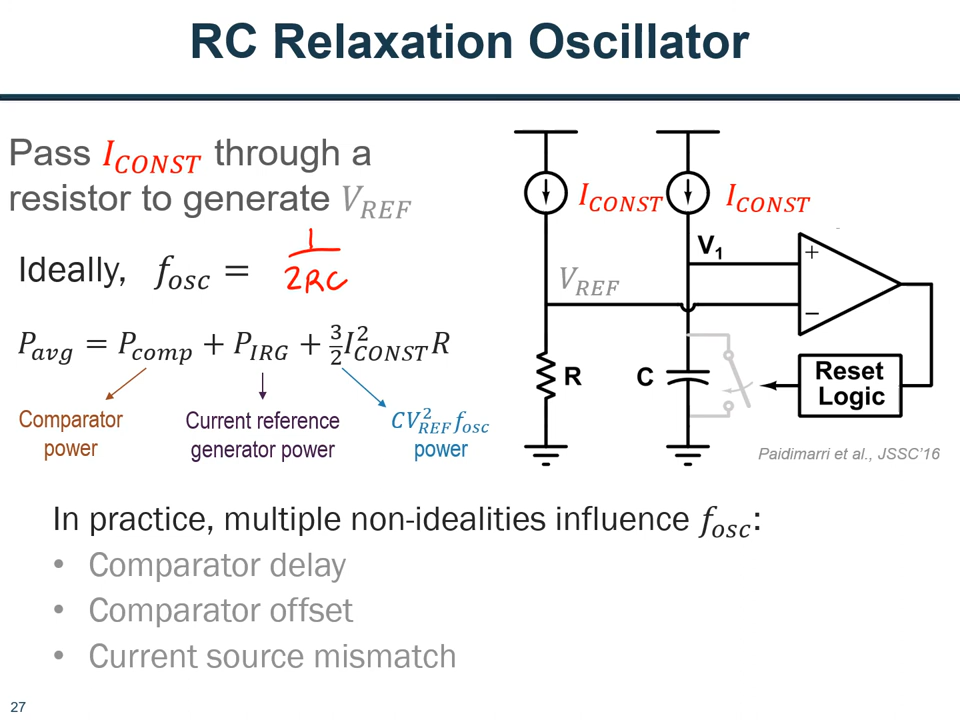 RC Relaxation Oscillator
Pass I_CONST through a
resistor to generate V_REF
Ideally, f_osc = 1/2RC
P_avg = P_comp + P_IRG + 3/2 I²_CONST R
Comparator
power
Current reference
generator power
CV²_REF f_osc
power
I_CONST
I_CONST
V₁
V_REF
+
−
R
C
Reset
Logic
Paidimarri et al., JSSC'16
In practice, multiple non-idealities influence f_osc:
• Comparator delay
• Comparator offset
• Current source mismatch
27